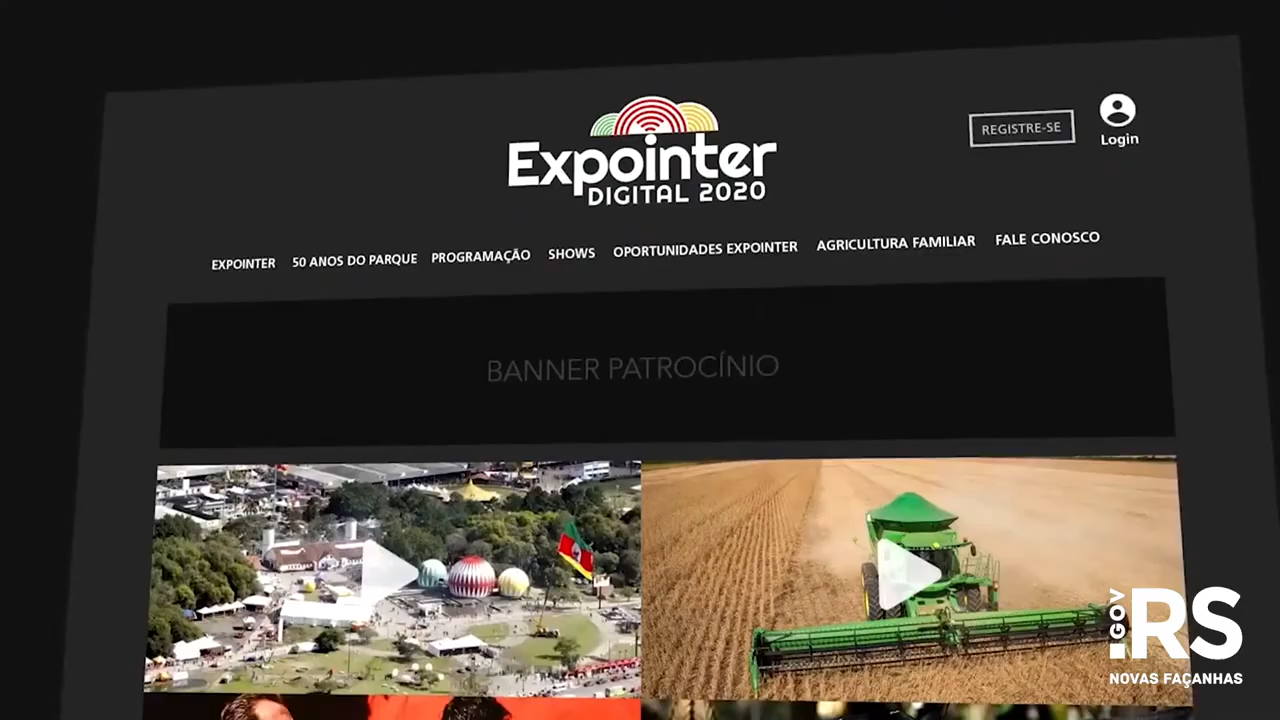 Expointer
DIGITAL 2020
REGISTRE-SE
Login
EXPOINTER 50 ANOS DO PARQUE PROGRAMAÇÃO SHOWS OPORTUNIDADES EXPOINTER AGRICULTURA FAMILIAR FALE CONOSCO
BANNER PATROCÍNIO
.GOV
RS
NOVAS FAÇANHAS